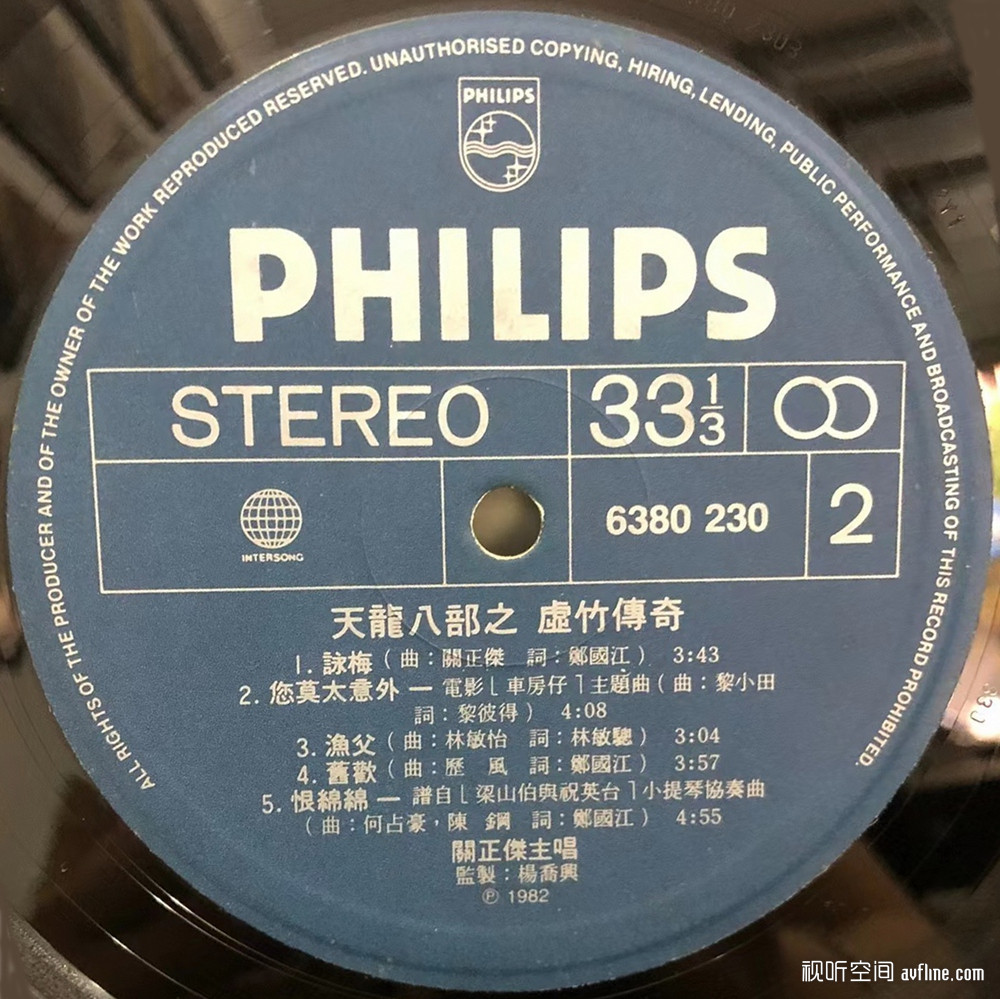 ALL RIGHTS OF THE PRODUCER AND OF THE OWNER OF THE WORK REPRODUCED RESERVED. UNAUTHORISED COPYING, HIRING, LENDING, PUBLIC PERFORMANCE AND BROADCASTING OF THIS RECORD PROHIBITED.
PHILIPS
PHILIPS
STEREO 33 1/3
INTERSONG 6380 230 2
天龍八部之 虛竹傳奇
1. 詠梅 ( 曲：關正傑 詞：鄭國江 ) 3:43
2. 您莫太意外 — 電影「車房仔」主題曲 ( 曲：黎小田
詞：黎彼得 ) 4:08
3. 漁父 ( 曲：林敏怡 詞：林敏驄 ) 3:04
4. 舊歡 ( 曲：歷 風 詞：鄭國江 ) 3:57
5. 恨綿綿 — 譜自「梁山伯與祝英台」小提琴協奏曲
( 曲：何占豪，陳 鋼 詞：鄭國江 ) 4:55
關正傑主唱
監製：楊喬興
℗ 1982
视听空间 avfline.com